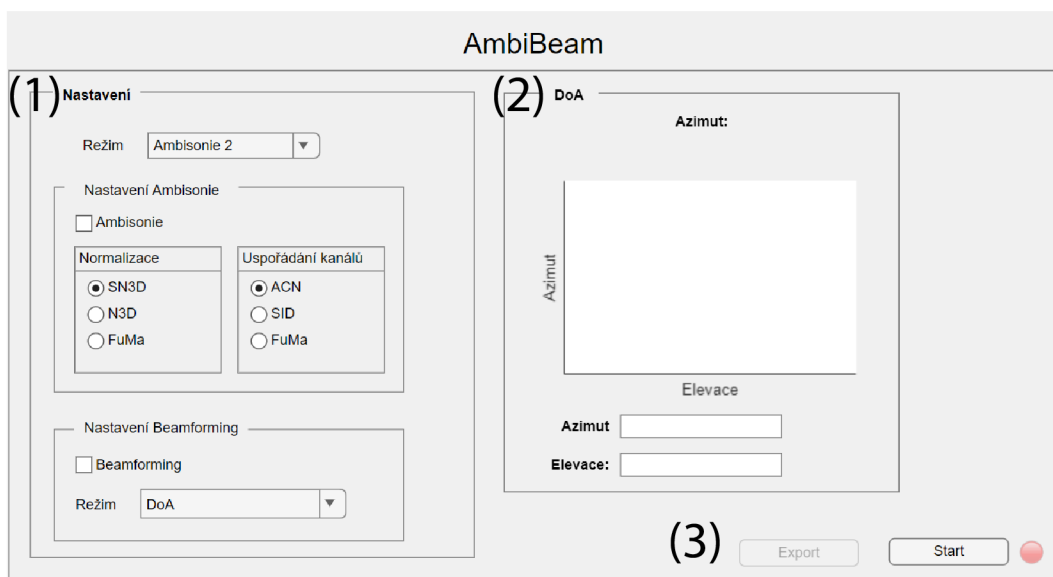 AmbiBeam
(1)
Nastavení
Režim
Ambisonie 2
Nastavení Ambisonie
Ambisonie
Normalizace
SN3D
N3D
FuMa
Uspořádání kanálů
ACN
SID
FuMa
Nastavení Beamforming
Beamforming
Režim
DoA
(2)
DoA
Azimut:
Azimut
Elevace
Azimut
Elevace:
(3)
Export
Start